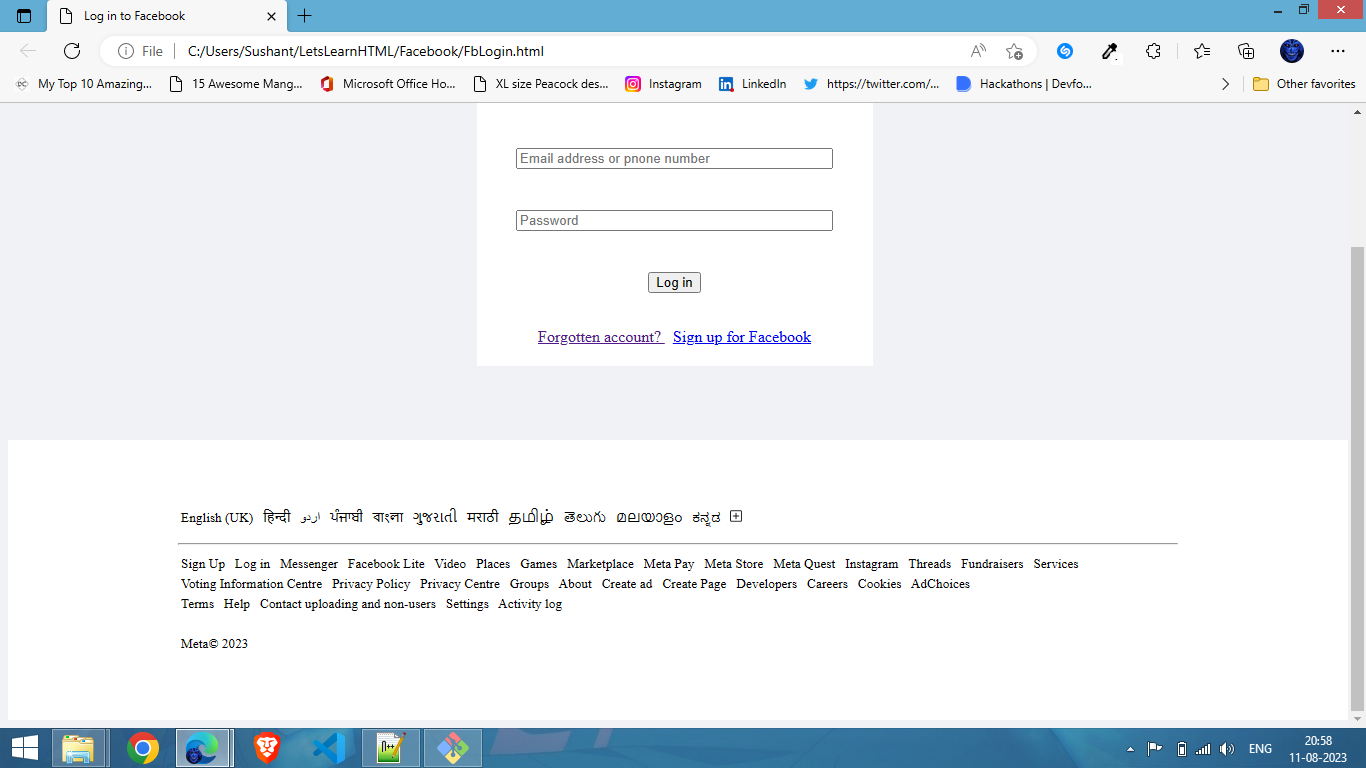 Log in to Facebook
File C:/Users/Sushant/LetsLearnHTML/Facebook/FbLogin.html
My Top 10 Amazing... 15 Awesome Mang... Microsoft Office Ho... XL size Peacock des... Instagram LinkedIn https://twitter.com/... Hackathons | Devfo... Other favorites
Email address or pnone number
Password
Log in
Forgotten account? Sign up for Facebook
English (UK) हिन्दी اردو ਪੰਜਾਬੀ বাংলা ગુજરાતી मराठी தமிழ் తెలుగు മലയാളം ಕನ್ನಡ
Sign Up Log in Messenger Facebook Lite Video Places Games Marketplace Meta Pay Meta Store Meta Quest Instagram Threads Fundraisers Services
Voting Information Centre Privacy Policy Privacy Centre Groups About Create ad Create Page Developers Careers Cookies AdChoices
Terms Help Contact uploading and non-users Settings Activity log
Meta© 2023
ENG 20:58
11-08-2023